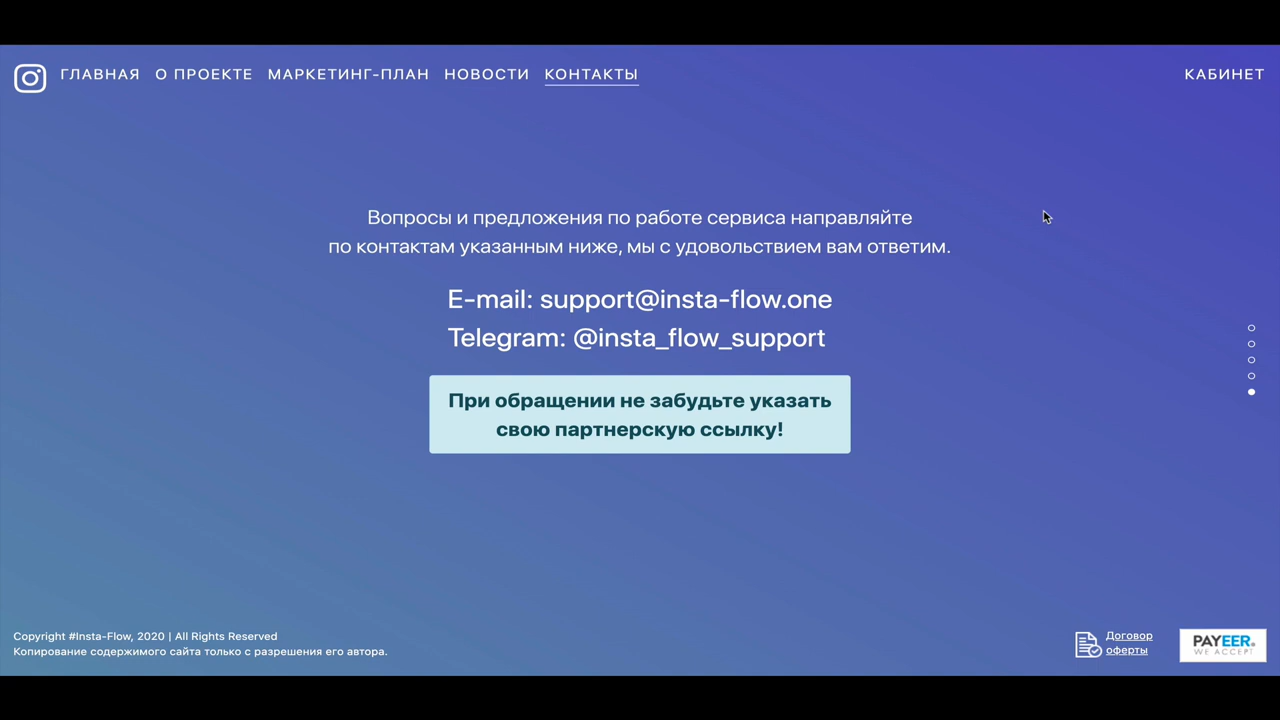 ГЛАВНАЯ О ПРОЕКТЕ МАРКЕТИНГ-ПЛАН НОВОСТИ КОНТАКТЫ КАБИНЕТ
Вопросы и предложения по работе сервиса направляйте
по контактам указанным ниже, мы с удовольствием вам ответим.
E-mail: support@insta-flow.one
Telegram: @insta_flow_support
При обращении не забудьте указать
свою партнерскую ссылку!
Copyright #Insta-Flow, 2020 | All Rights Reserved
Копирование содержимого сайта только с разрешения его автора.
Договор
оферты
PAYEER®
WE ACCEPT